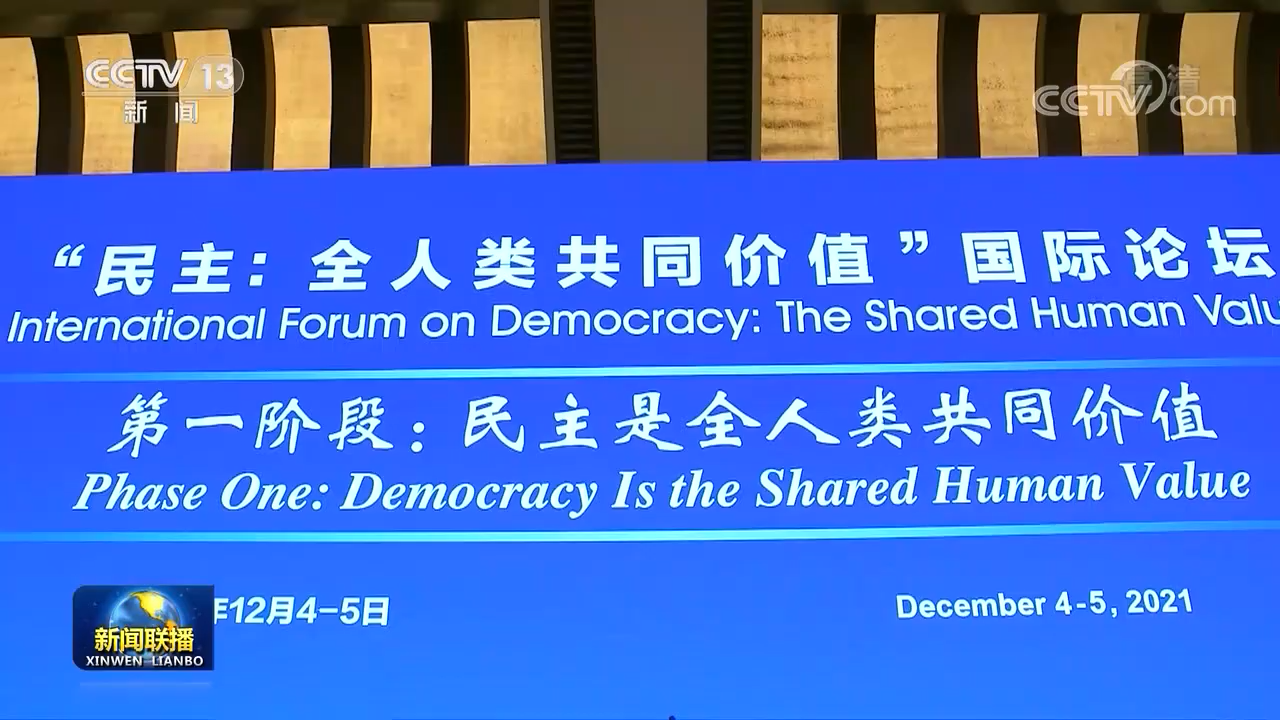 CCTV 13
新闻
高清
CCTV.com
“民主：全人类共同价值”国际论坛
International Forum on Democracy: The Shared Human Valu
第一阶段：民主是全人类共同价值
Phase One: Democracy Is the Shared Human Value
年12月4-5日
December 4-5, 2021
新闻联播
XINWEN LIANBO